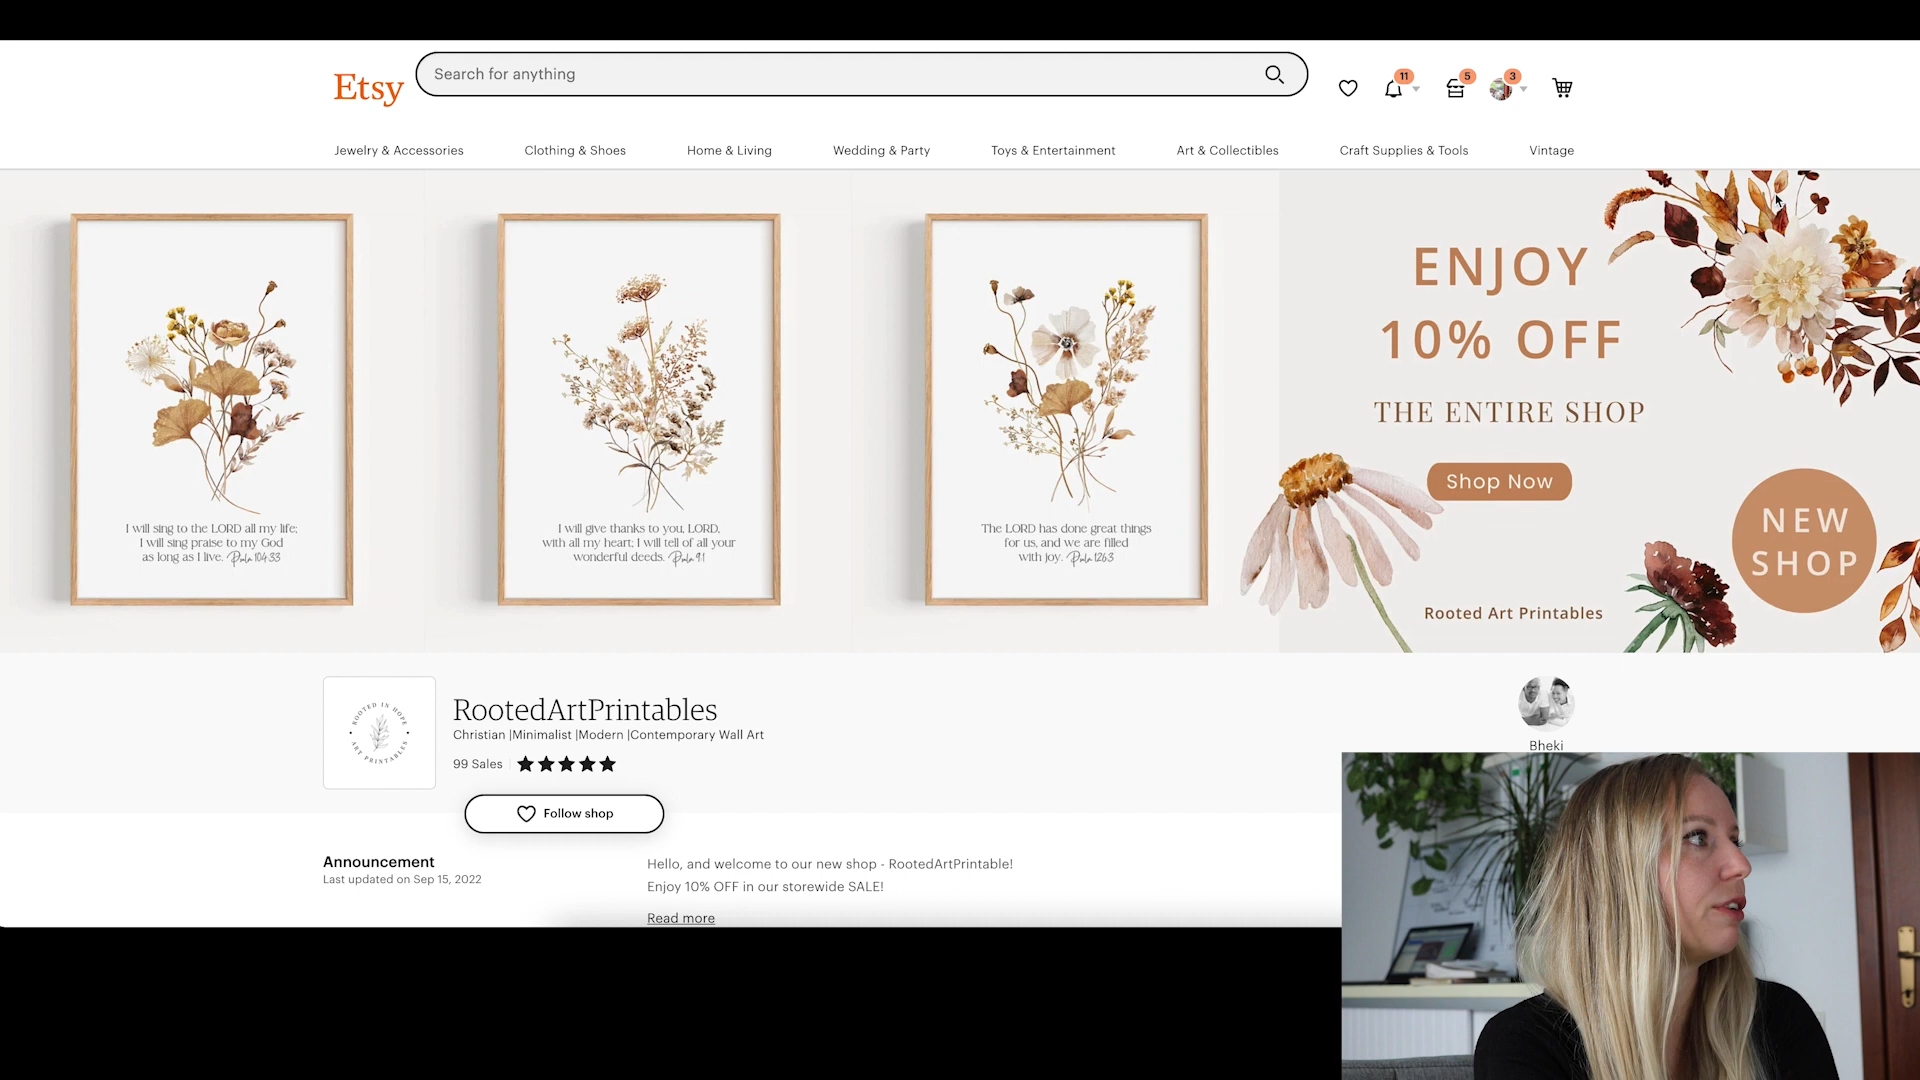 Etsy
Search for anything
11
5
3
Jewelry & Accessories
Clothing & Shoes
Home & Living
Wedding & Party
Toys & Entertainment
Art & Collectibles
Craft Supplies & Tools
Vintage
I will sing to the LORD all my life;
I will sing praise to my God
as long as I live. Psalm 104:33
I will give thanks to you, LORD,
with all my heart; I will tell of all your
wonderful deeds. Psalm 9:1
The LORD has done great things
for us, and we are filled
with joy. Psalm 126:3
ENJOY
10% OFF
THE ENTIRE SHOP
Shop Now
NEW
SHOP
Rooted Art Printables
ROOTED IN HOPE
ART PRINTABLES
RootedArtPrintables
Christian |Minimalist |Modern |Contemporary Wall Art
99 Sales
Follow shop
Bheki
Announcement
Last updated on Sep 15, 2022
Hello, and welcome to our new shop - RootedArtPrintable!
Enjoy 10% OFF in our storewide SALE!
Read more